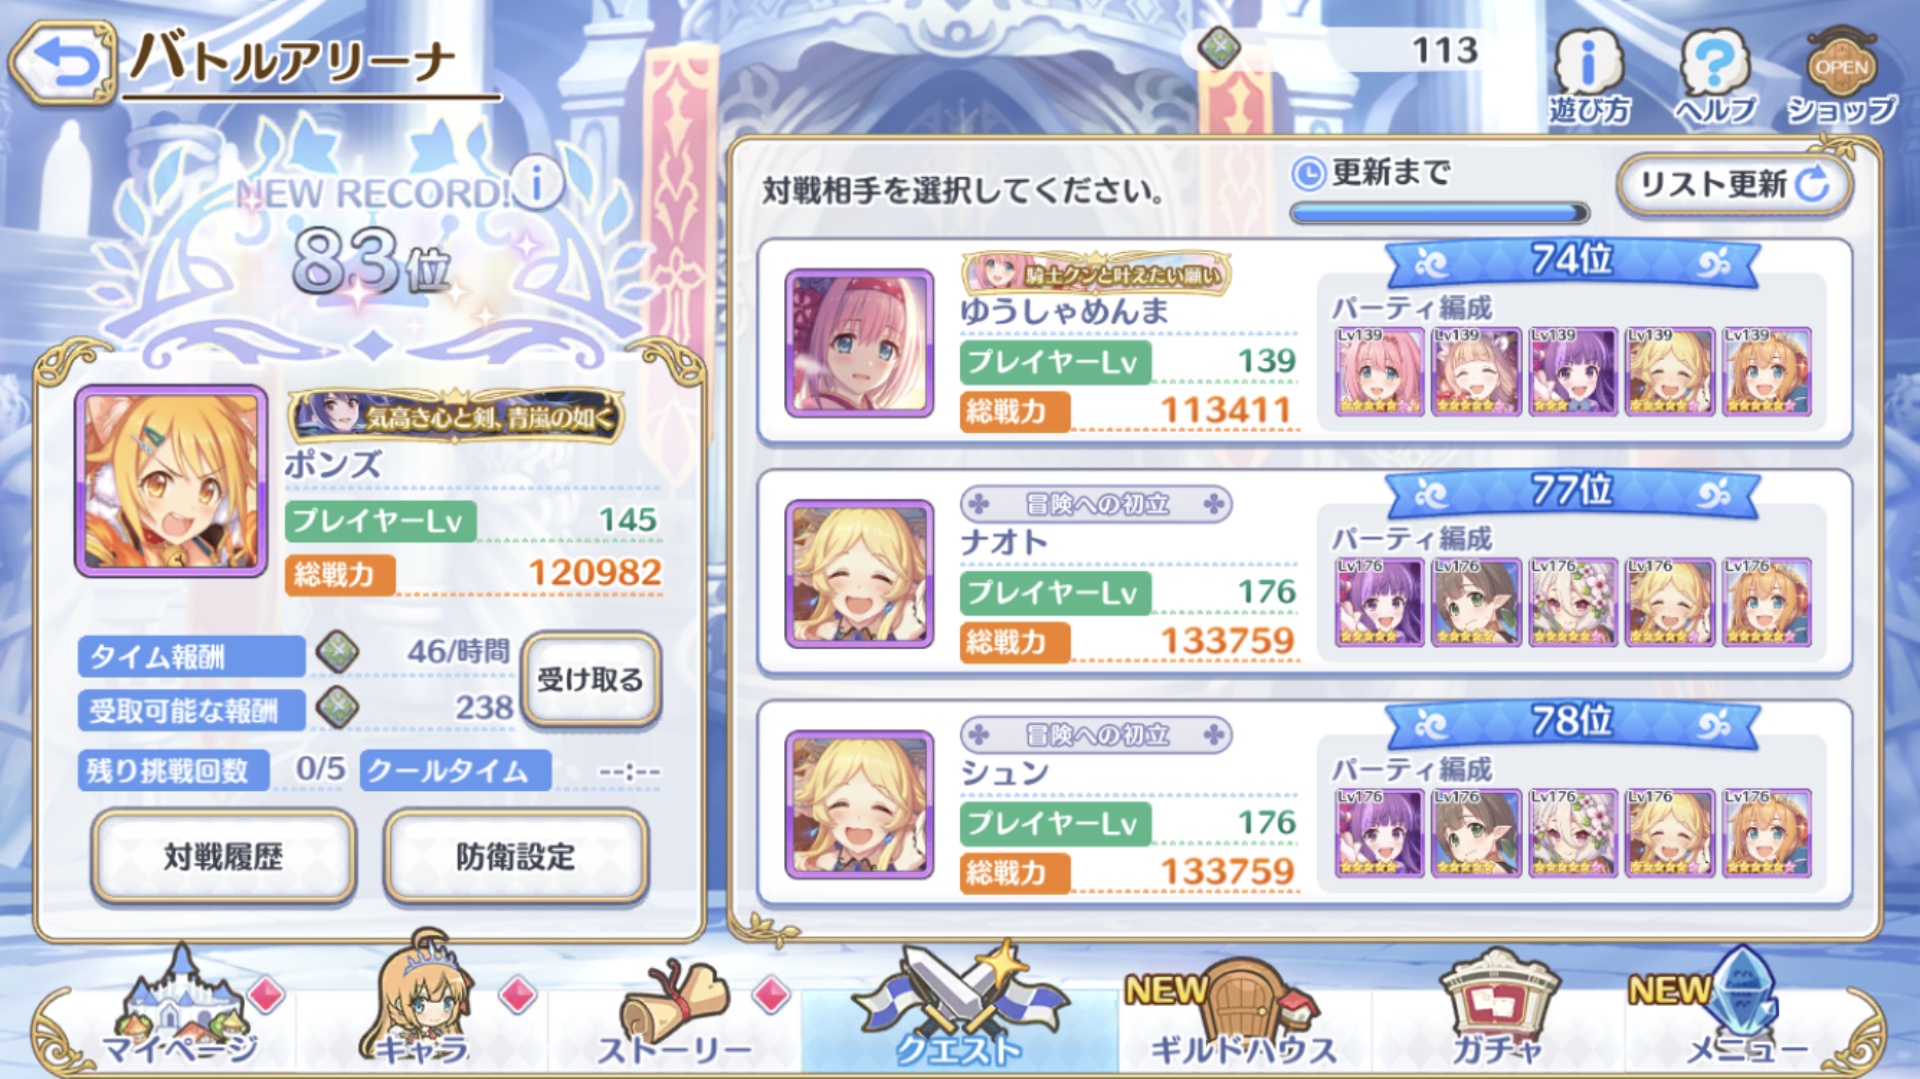 バトルアリーナ
113
遊び方
ヘルプ
OPEN
ショップ
NEW RECORD!
83位
気高き心と剣、青嵐の如く
ポンズ
プレイヤーLv 145
総戦力 120982
タイム報酬 46/時間
受取可能な報酬 238
受け取る
残り挑戦回数 0/5 クールタイム --:--
対戦履歴 防衛設定
対戦相手を選択してください。
更新まで
リスト更新
74位
騎士クンと叶えたい願い
ゆうしゃめんま
プレイヤーLv 139
総戦力 113411
パーティ編成
Lv139 Lv139 Lv139 Lv139 Lv139
77位
冒険への初立
ナオト
プレイヤーLv 176
総戦力 133759
パーティ編成
Lv176 Lv176 Lv176 Lv176 Lv176
78位
冒険への初立
シュン
プレイヤーLv 176
総戦力 133759
パーティ編成
Lv176 Lv176 Lv176 Lv176 Lv176
マイページ
キャラ
ストーリー
クエスト
NEW
ギルドハウス
ガチャ
NEW
メニュー